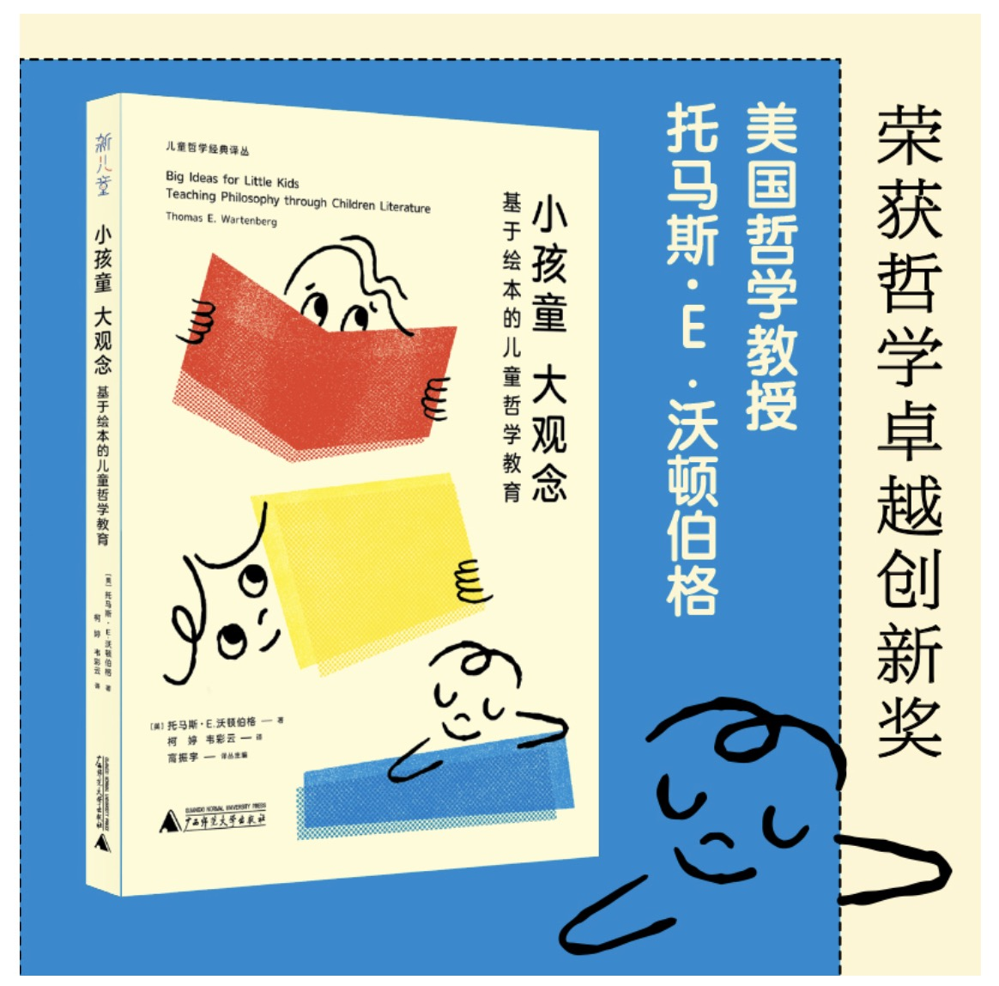 荣获哲学卓越创新奖
美国哲学教授
托马斯·E·沃顿伯格
儿童哲学经典译丛
Big Ideas for Little Kids
Teaching Philosophy through Children Literature
Thomas E. Wartenberg
小孩童 大观念
基于绘本的儿童哲学教育
[美] 托马斯·E.沃顿伯格 — 著
柯 婷 韦彩云 — 译
高振宇 — 译丛主编
GUANGXI NORMAL UNIVERSITY PRESS
广西师范大学出版社
新儿童
小孩童 大观念
基于绘本的儿童哲学教育
[美] 托马斯·E.沃顿伯格 著
柯 婷 韦彩云 译
广西师范大学出版社